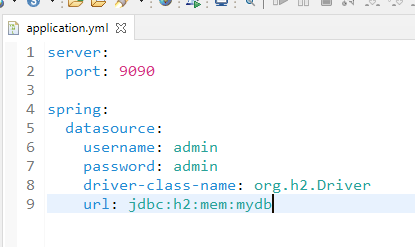 application.yml
1 server:
2   port: 9090
3
4 spring:
5   datasource:
6     username: admin
7     password: admin
8     driver-class-name: org.h2.Driver
9     url: jdbc:h2:mem:mydb